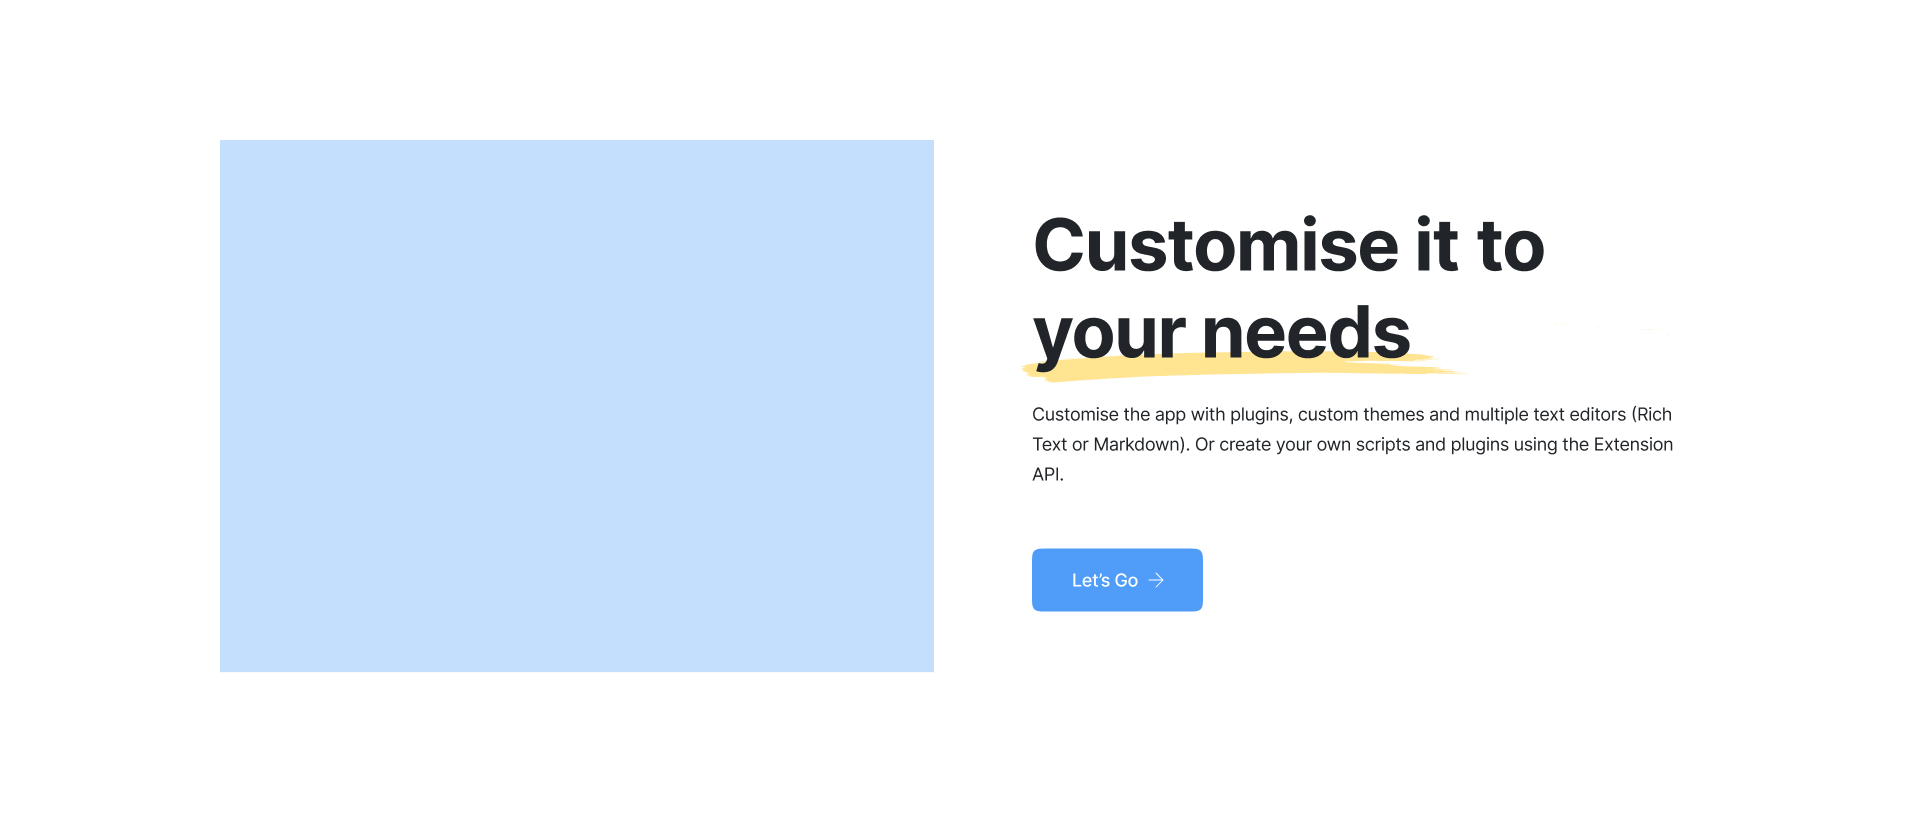 Customise it to
your needs
Customise the app with plugins, custom themes and multiple text editors (Rich
Text or Markdown). Or create your own scripts and plugins using the Extension
API.
Let’s Go →